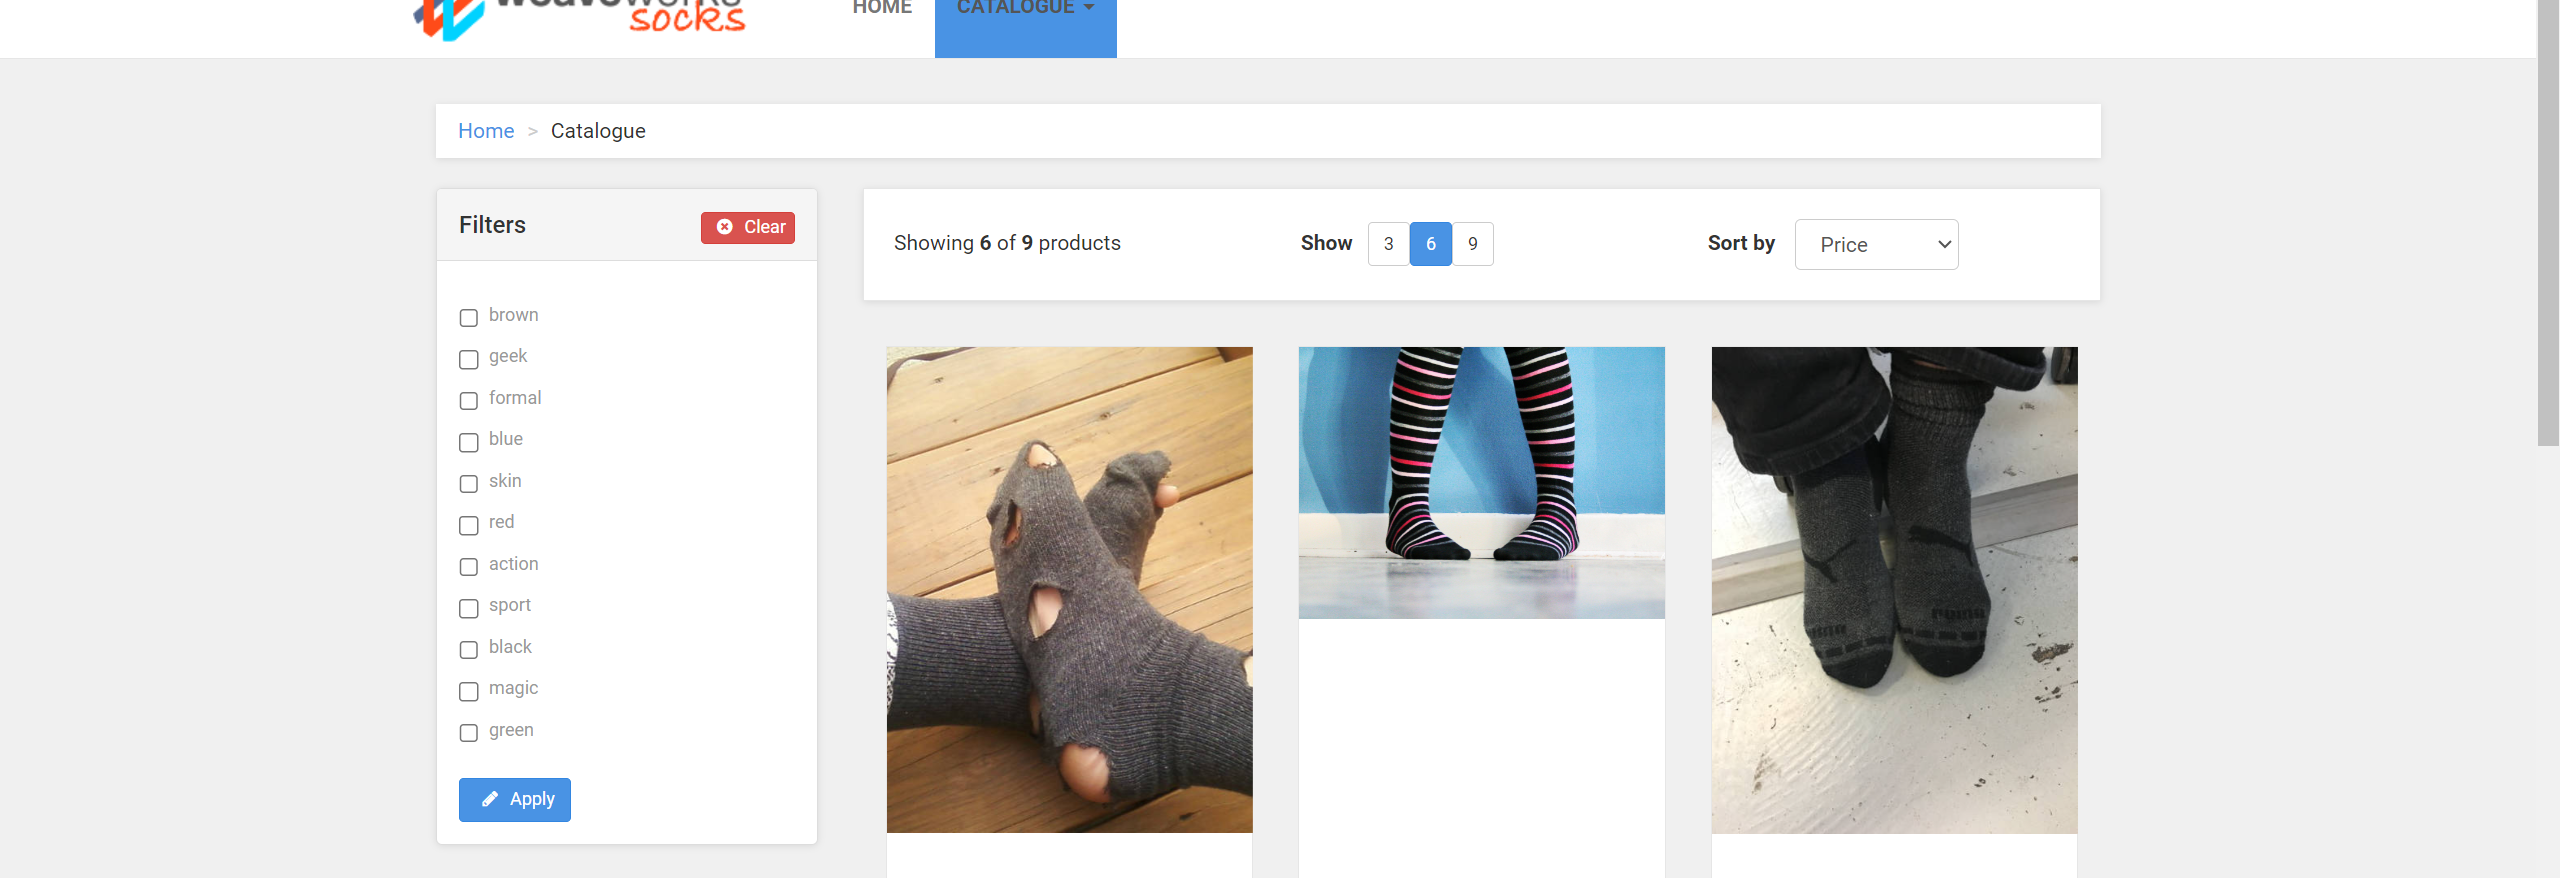 weaveworks
socks
HOME
CATALOGUE
Home > Catalogue
Filters
Clear
Showing 6 of 9 products
Show 3 6 9
Sort by Price
brown
geek
formal
blue
skin
red
action
sport
black
magic
green
Apply